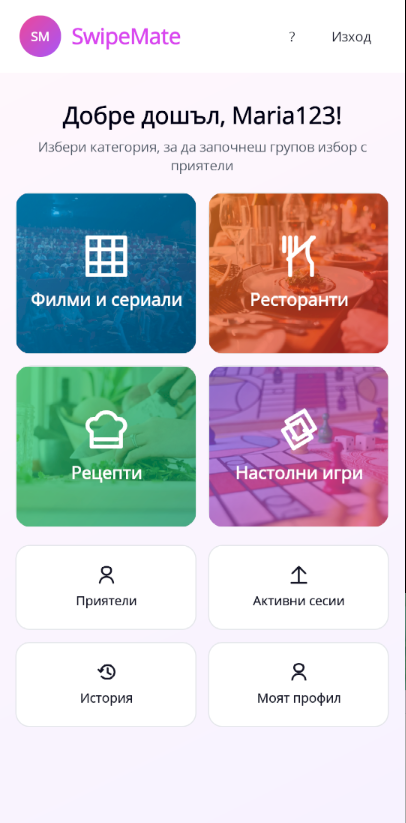 SM SwipeMate ? Изход
Добре дошъл, Maria123!
Избери категория, за да започнеш групов избор с
приятели
Филми и сериали
Ресторанти
Рецепти
Настолни игри
Приятели
Активни сесии
История
Моят профил